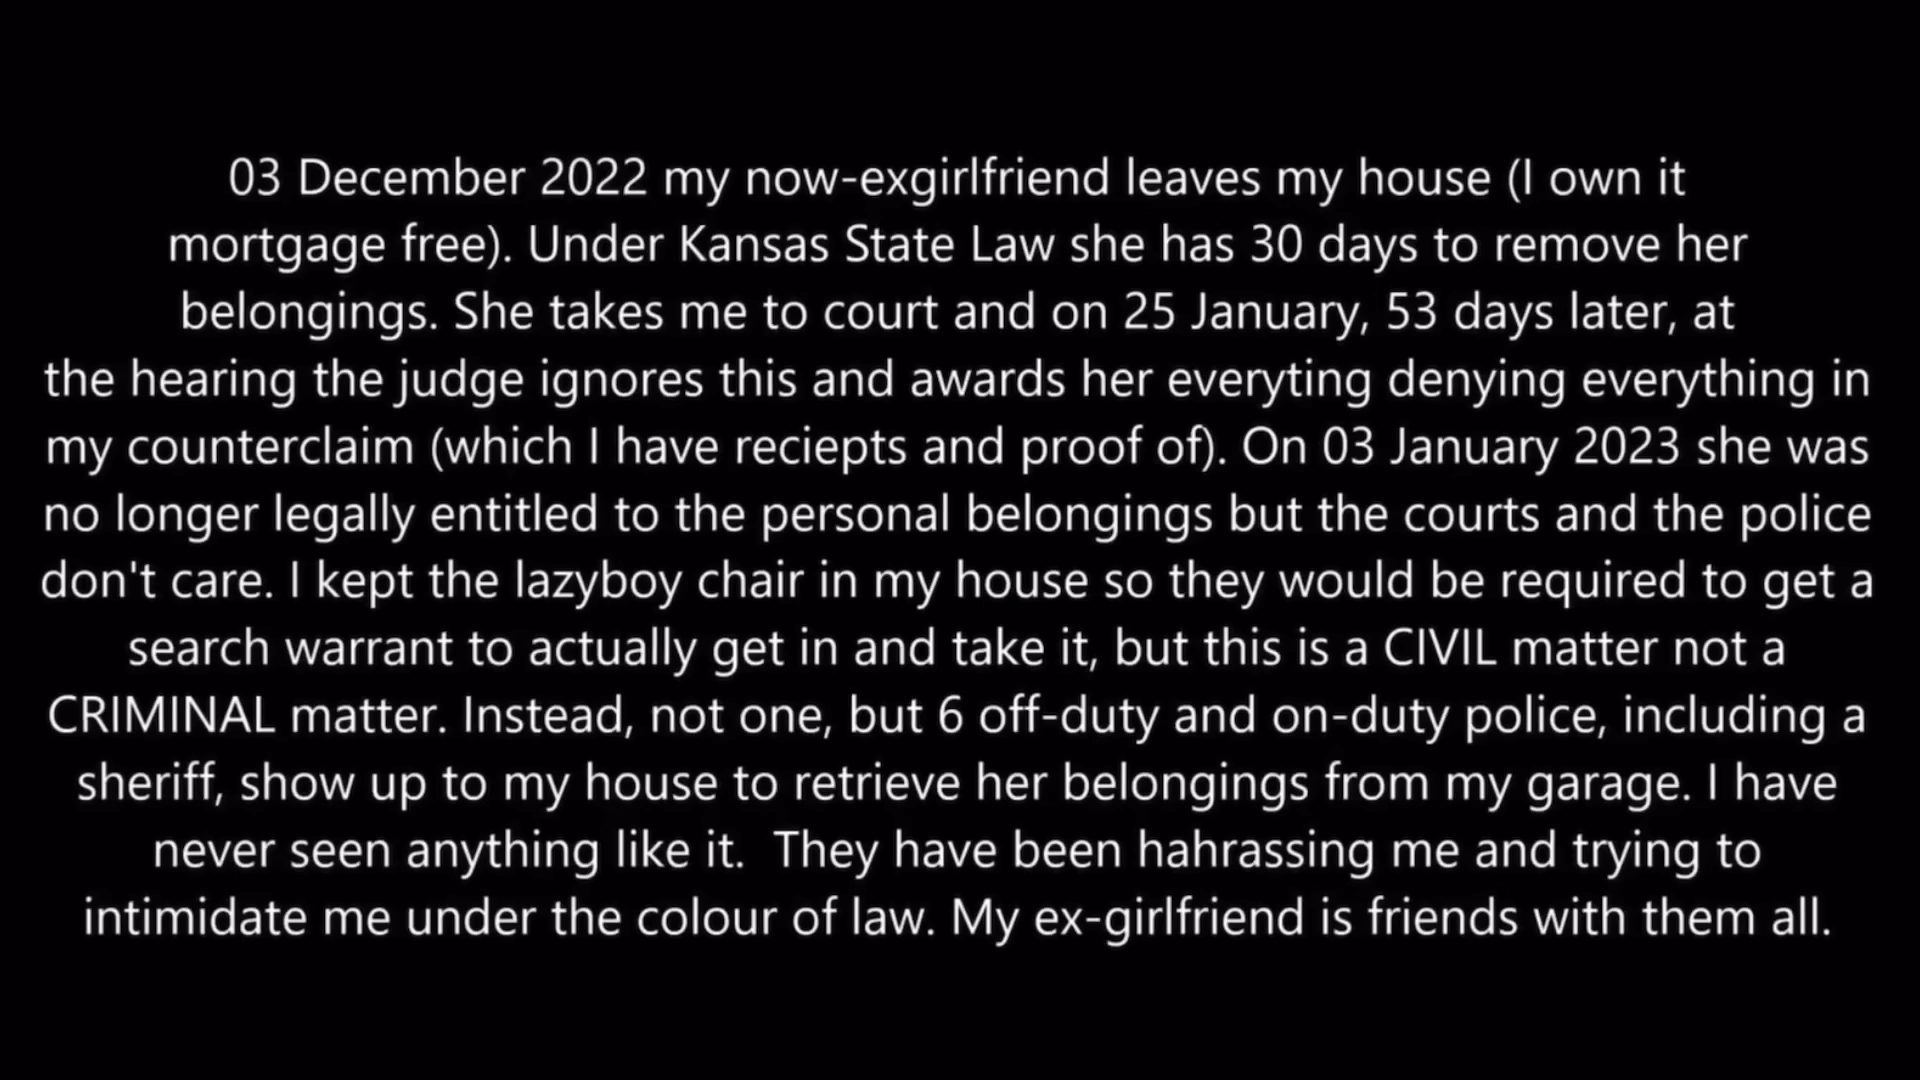 03 December 2022 my now-exgirlfriend leaves my house (I own it
mortgage free). Under Kansas State Law she has 30 days to remove her
belongings. She takes me to court and on 25 January, 53 days later, at
the hearing the judge ignores this and awards her everyting denying everything in
my counterclaim (which I have reciepts and proof of). On 03 January 2023 she was
no longer legally entitled to the personal belongings but the courts and the police
don't care. I kept the lazyboy chair in my house so they would be required to get a
search warrant to actually get in and take it, but this is a CIVIL matter not a
CRIMINAL matter. Instead, not one, but 6 off-duty and on-duty police, including a
sheriff, show up to my house to retrieve her belongings from my garage. I have
never seen anything like it.  They have been hahrassing me and trying to
intimidate me under the colour of law. My ex-girlfriend is friends with them all.